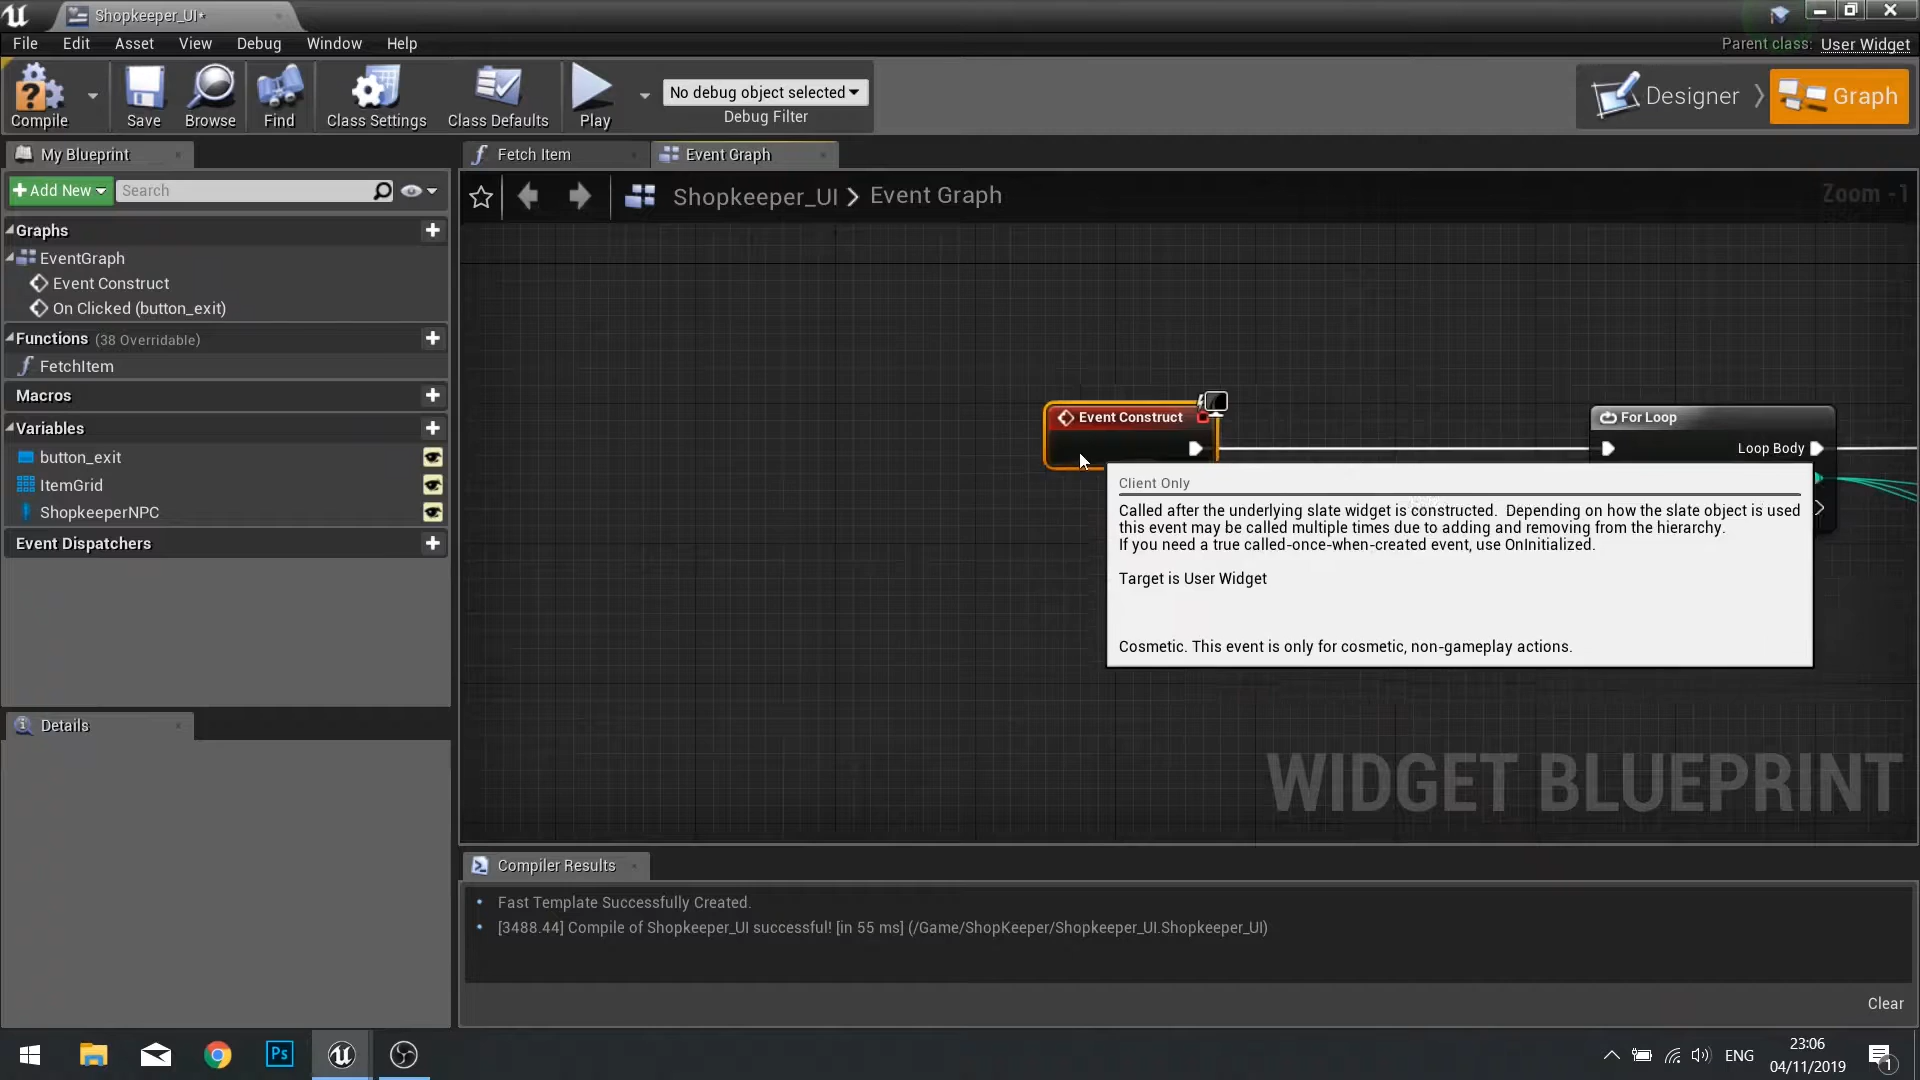 Shopkeeper_UI*
File Edit Asset View Debug Window Help
Parent class: User Widget
Compile
Save
Browse
Find
Class Settings
Class Defaults
Play
No debug object selected
Debug Filter
Designer
Graph
My Blueprint
Fetch Item
Event Graph
Add New
Search
Shopkeeper_UI > Event Graph
Zoom -1
Graphs
EventGraph
Event Construct
On Clicked (button_exit)
Functions (38 Overridable)
FetchItem
Macros
Variables
button_exit
ItemGrid
ShopkeeperNPC
Event Dispatchers
Details
Event Construct
For Loop
Loop Body
Client Only
Called after the underlying slate widget is constructed.  Depending on how the slate object is used
this event may be called multiple times due to adding and removing from the hierarchy.
If you need a true called-once-when-created event, use OnInitialized.
Target is User Widget
Cosmetic. This event is only for cosmetic, non-gameplay actions.
WIDGET BLUEPRINT
Compiler Results
Fast Template Successfully Created.
[3488.44] Compile of Shopkeeper_UI successful! [in 55 ms] (/Game/ShopKeeper/Shopkeeper_UI.Shopkeeper_UI)
Clear
Ps
ENG
23:06
04/11/2019
1